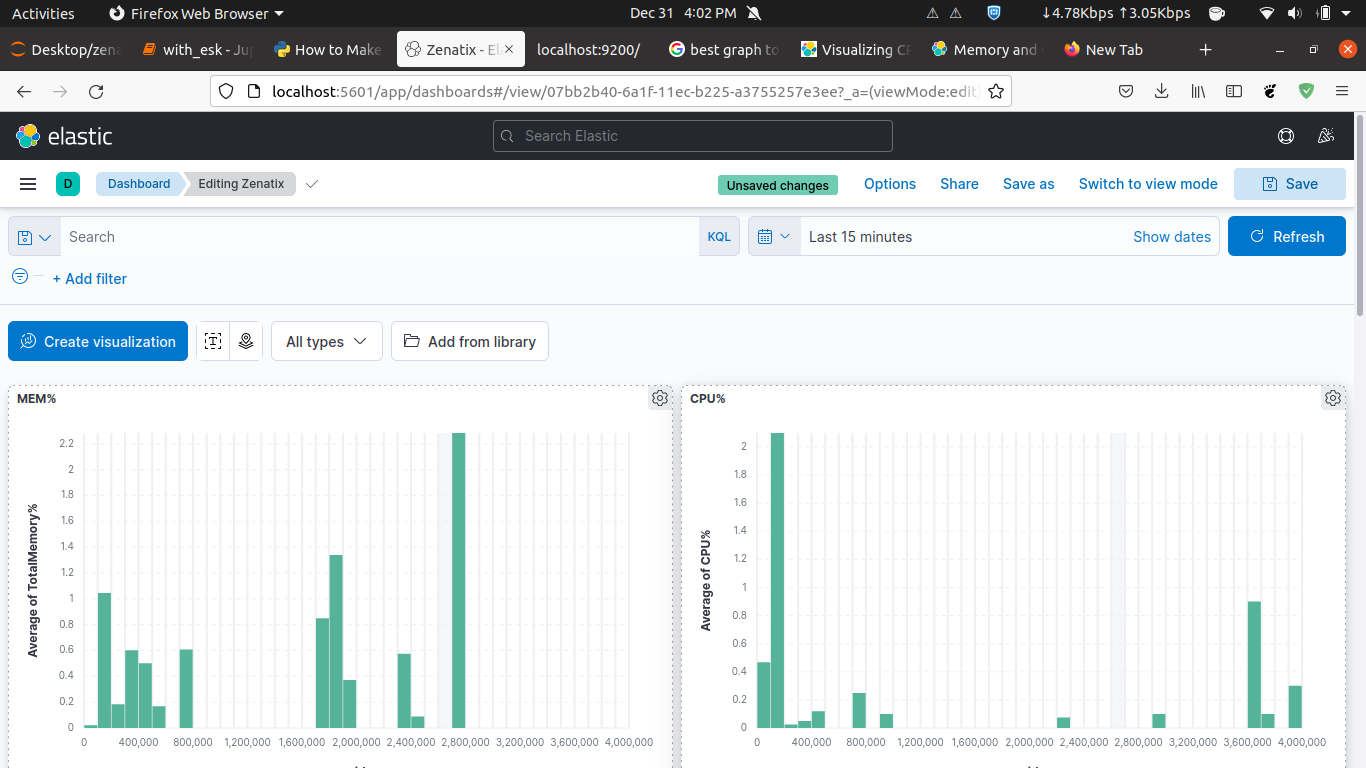 Activities Firefox Web Browser Dec 31 4:02 PM ↓4.78Kbps ↑3.05Kbps
Desktop/zena with_esk - Ju How to Make Zenatix - El localhost:9200/ best graph to Visualizing CP Memory and New Tab
localhost:5601/app/dashboards#/view/07bb2b40-6a1f-11ec-b225-a3755257e3ee?_a=(viewMode:edit)
elastic Search Elastic
D Dashboard Editing Zenatix Unsaved changes Options Share Save as Switch to view mode Save
Search KQL Last 15 minutes Show dates Refresh
+ Add filter
Create visualization All types Add from library
MEM%
Average of TotalMemory%
2.2
2
1.8
1.6
1.4
1.2
1
0.8
0.6
0.4
0.2
0
0 400,000 800,000 1,200,000 1,600,000 2,000,000 2,400,000 2,800,000 3,200,000 3,600,000 4,000,000
CPU%
Average of CPU%
2
1.8
1.6
1.4
1.2
1
0.8
0.6
0.4
0.2
0
0 400,000 800,000 1,200,000 1,600,000 2,000,000 2,400,000 2,800,000 3,200,000 3,600,000 4,000,000